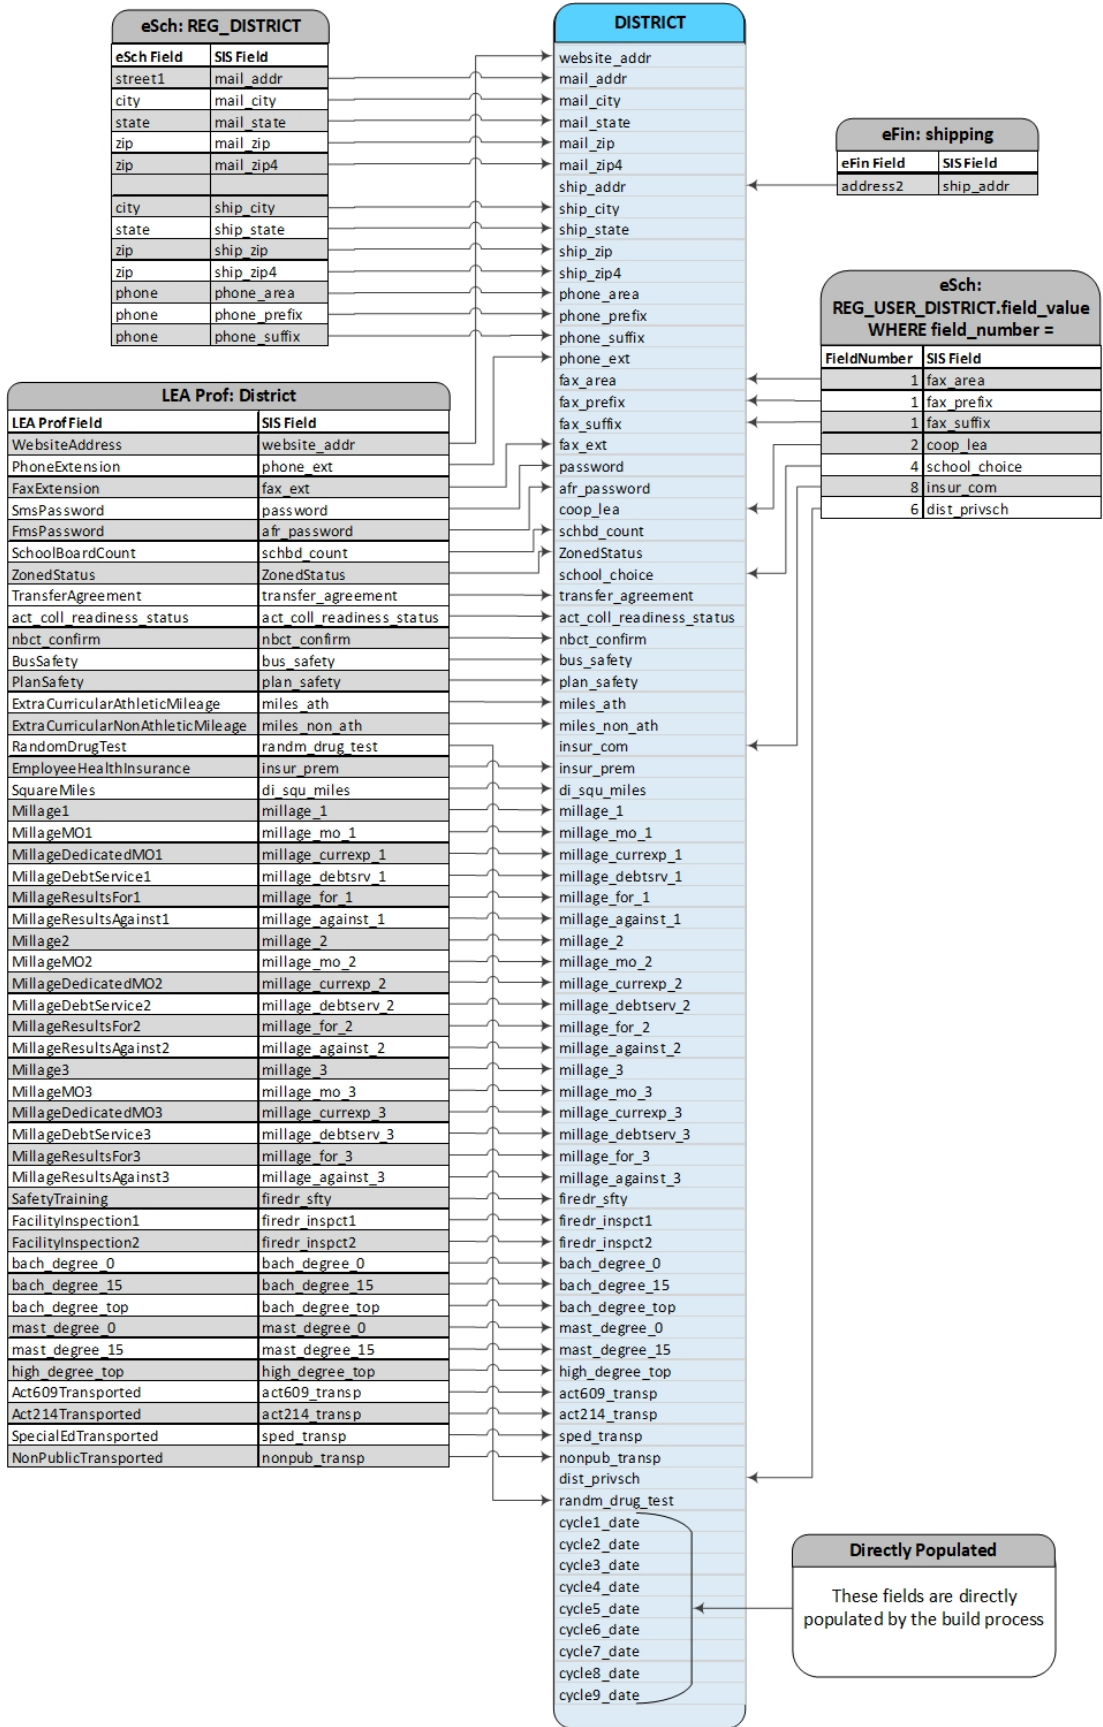 eSch: REG_DISTRICT
eSch Field SIS Field
street1 mail_addr
city mail_city
state mail_state
zip mail_zip
zip mail_zip4
city ship_city
state ship_state
zip ship_zip
zip ship_zip4
phone phone_area
phone phone_prefix
phone phone_suffix
LEA Prof: District
LEA Prof Field SIS Field
WebsiteAddress website_addr
PhoneExtension phone_ext
FaxExtension fax_ext
SmsPassword password
FmsPassword afr_password
SchoolBoardCount schbd_count
ZonedStatus ZonedStatus
TransferAgreement transfer_agreement
act_coll_readiness_status act_coll_readiness_status
nbct_confirm nbct_confirm
BusSafety bus_safety
PlanSafety plan_safety
ExtraCurricularAthleticMileage miles_ath
ExtraCurricularNonAthleticMileage miles_non_ath
RandomDrugTest randm_drug_test
EmployeeHealthInsurance insur_prem
SquareMiles di_squ_miles
Millage1 millage_1
MillageMO1 millage_mo_1
MillageDedicatedMO1 millage_currexp_1
MillageDebtService1 millage_debtsrv_1
MillageResultsFor1 millage_for_1
MillageResultsAgainst1 millage_against_1
Millage2 millage_2
MillageMO2 millage_mo_2
MillageDedicatedMO2 millage_currexp_2
MillageDebtService2 millage_debtserv_2
MillageResultsFor2 millage_for_2
MillageResultsAgainst2 millage_against_2
Millage3 millage_3
MillageMO3 millage_mo_3
MillageDedicatedMO3 millage_currexp_3
MillageDebtService3 millage_debtserv_3
MillageResultsFor3 millage_for_3
MillageResultsAgainst3 millage_against_3
SafetyTraining firedr_sfty
FacilityInspection1 firedr_inspct1
FacilityInspection2 firedr_inspct2
bach_degree_0 bach_degree_0
bach_degree_15 bach_degree_15
bach_degree_top bach_degree_top
mast_degree_0 mast_degree_0
mast_degree_15 mast_degree_15
high_degree_top high_degree_top
Act609Transported act609_transp
Act214Transported act214_transp
SpecialEdTransported sped_transp
NonPublicTransported nonpub_transp
DISTRICT
website_addr
mail_addr
mail_city
mail_state
mail_zip
mail_zip4
ship_addr
ship_city
ship_state
ship_zip
ship_zip4
phone_area
phone_prefix
phone_suffix
phone_ext
fax_area
fax_prefix
fax_suffix
fax_ext
password
afr_password
coop_lea
schbd_count
ZonedStatus
school_choice
transfer_agreement
act_coll_readiness_status
nbct_confirm
bus_safety
plan_safety
miles_ath
miles_non_ath
insur_com
insur_prem
di_squ_miles
millage_1
millage_mo_1
millage_currexp_1
millage_debtsrv_1
millage_for_1
millage_against_1
millage_2
millage_mo_2
millage_currexp_2
millage_debtserv_2
millage_for_2
millage_against_2
millage_3
millage_mo_3
millage_currexp_3
millage_debtserv_3
millage_for_3
millage_against_3
firedr_sfty
firedr_inspct1
firedr_inspct2
bach_degree_0
bach_degree_15
bach_degree_top
mast_degree_0
mast_degree_15
high_degree_top
act609_transp
act214_transp
sped_transp
nonpub_transp
dist_privsch
randm_drug_test
cycle1_date
cycle2_date
cycle3_date
cycle4_date
cycle5_date
cycle6_date
cycle7_date
cycle8_date
cycle9_date
eFin: shipping
eFin Field SIS Field
address2 ship_addr
eSch:
REG_USER_DISTRICT.field_value
WHERE field_number =
FieldNumber SIS Field
1 fax_area
1 fax_prefix
1 fax_suffix
2 coop_lea
4 school_choice
8 insur_com
6 dist_privsch
Directly Populated
These fields are directly
populated by the build process